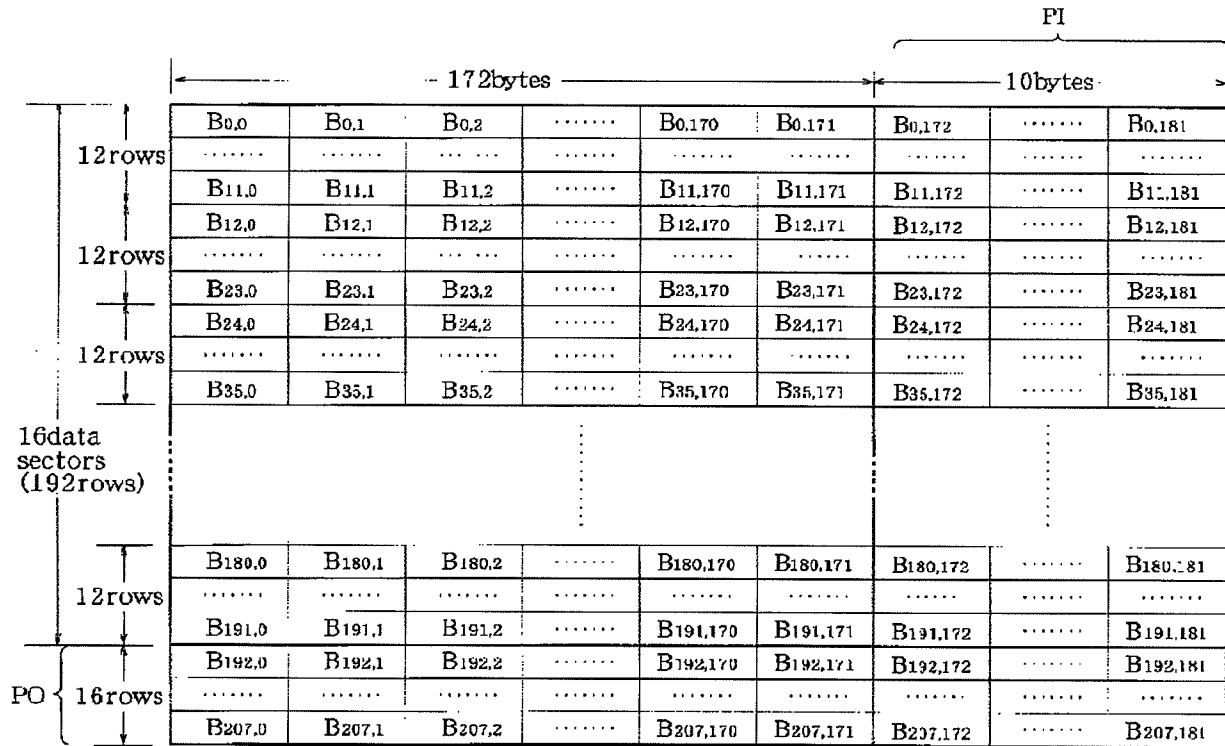 PI
172bytes 10bytes
B0,0 B0,1 B0,2 ....... B0,170 B0,171 B0,172 ....... B0,181
12rows ....... ....... ....... ....... ....... ....... ....... ....... .......
B11,0 B11,1 B11,2 ....... B11,170 B11,171 B11,172 ....... B11,181
B12,0 B12,1 B12,2 ....... B12,170 B12,171 B12,172 ....... B12,181
12rows ....... ....... ....... ....... ....... ....... ....... ....... .......
B23,0 B23,1 B23,2 ....... B23,170 B23,171 B23,172 ....... B23,181
B24,0 B24,1 B24,2 ....... B24,170 B24,171 B24,172 ....... B24,181
12rows ....... ....... ....... ....... ....... ....... ....... ....... .......
B35,0 B35,1 B35,2 ....... B35,170 B35,171 B35,172 ....... B35,181
16data
sectors
(192rows)
B180,0 B180,1 B180,2 ....... B180,170 B180,171 B180,172 ....... B180,181
12rows ....... ....... ....... ....... ....... ....... ....... ....... .......
B191,0 B191,1 B191,2 ....... B191,170 B191,171 B191,172 ....... B191,181
B192,0 B192,1 B192,2 ....... B192,170 B192,171 B192,172 ....... B192,181
PO 16rows ....... ....... ....... ....... ....... ....... ....... ....... .......
B207,0 B207,1 B207,2 ....... B207,170 B207,171 B207,172 ....... B207,181